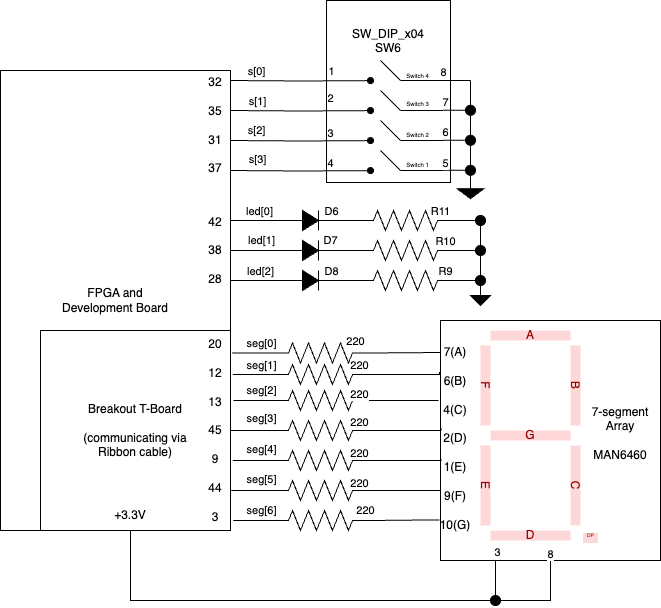 SW_DIP_x04
SW6
32 s[0] 1 Switch 4 8
35 s[1] 2 Switch 3 7
31 s[2] 3 Switch 2 6
37 s[3] 4 Switch 1 5
42 led[0] D6 R11
38 led[1] D7 R10
28 led[2] D8 R9
FPGA and
Development Board
20 seg[0] 220 7(A)
12 seg[1] 220 6(B)
13 seg[2] 220 4(C)
45 seg[3] 220 2(D)
9 seg[4] 220 1(E)
44 seg[5] 220 9(F)
3 seg[6] 220 10(G)
Breakout T-Board
(communicating via
Ribbon cable)
+3.3V
A
F
B
G
E
C
D
DP
7-segment
Array
MAN6460
3
8